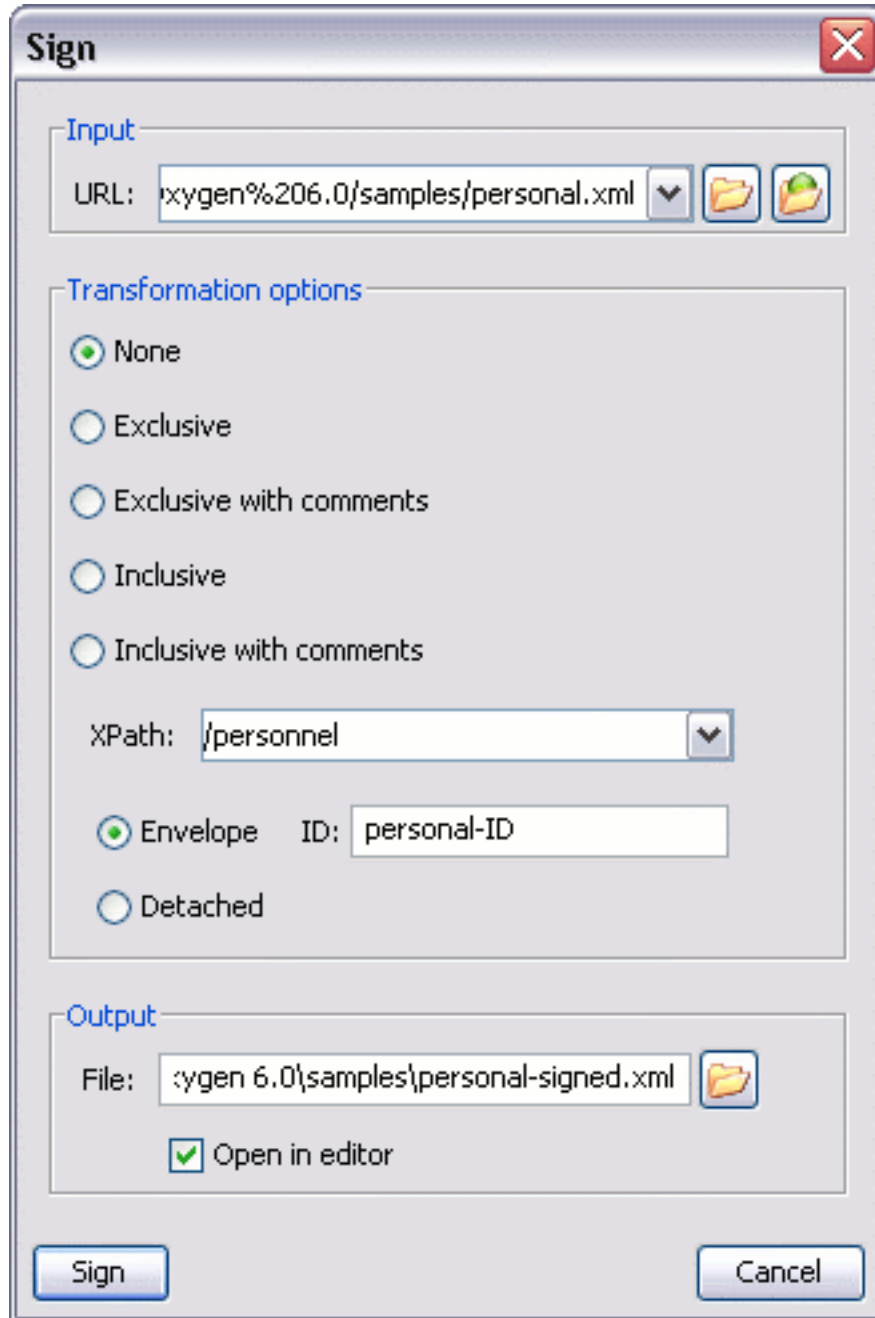 Sign
Input
URL: xygen%206.0/samples/personal.xml
Transformation options
None
Exclusive
Exclusive with comments
Inclusive
Inclusive with comments
XPath: /personnel
Envelope ID: personal-ID
Detached
Output
File: ygen 6.0\samples\personal-signed.xml
Open in editor
Sign Cancel